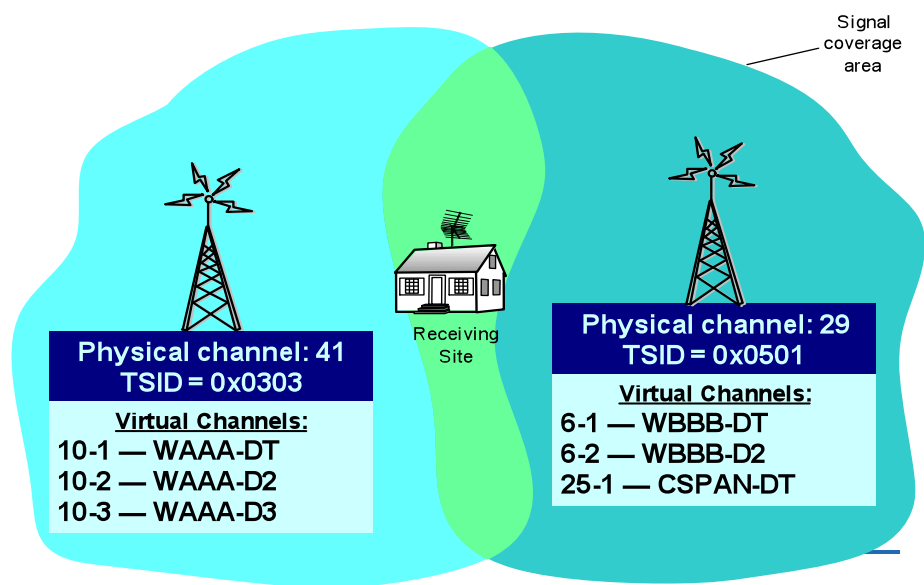 Signal
coverage
area
Physical channel: 41
TSID = 0x0303
Virtual Channels:
10-1 — WAAA-DT
10-2 — WAAA-D2
10-3 — WAAA-D3
Receiving
Site
Physical channel: 29
TSID = 0x0501
Virtual Channels:
6-1 — WBBB-DT
6-2 — WBBB-D2
25-1 — CSPAN-DT